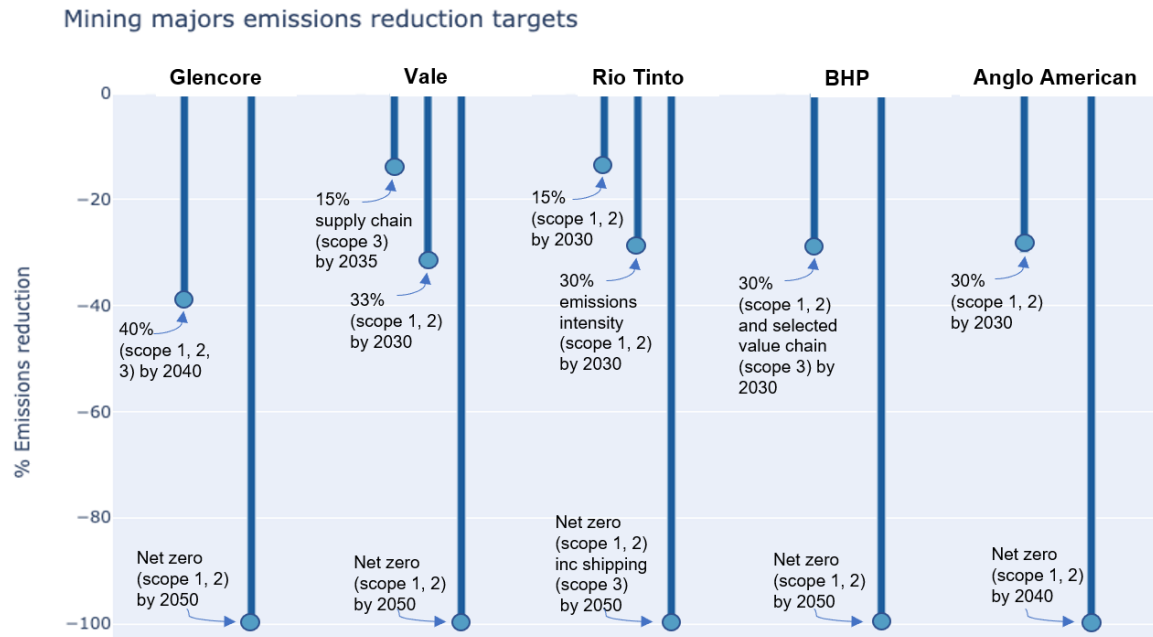 Mining majors emissions reduction targets
Glencore
Vale
Rio Tinto
BHP
Anglo American
% Emissions reduction
0
−20
−40
−60
−80
−100
40%
(scope 1, 2,
3) by 2040
Net zero
(scope 1, 2)
by 2050
15%
supply chain
(scope 3)
by 2035
33%
(scope 1, 2)
by 2030
Net zero
(scope 1, 2)
by 2050
15%
(scope 1, 2)
by 2030
30%
emissions
intensity
(scope 1, 2)
by 2030
Net zero
(scope 1, 2)
inc shipping
(scope 3)
by 2050
30%
(scope 1, 2)
and selected
value chain
(scope 3) by
2030
Net zero
(scope 1, 2)
by 2050
30%
(scope 1, 2)
by 2030
Net zero
(scope 1, 2)
by 2040